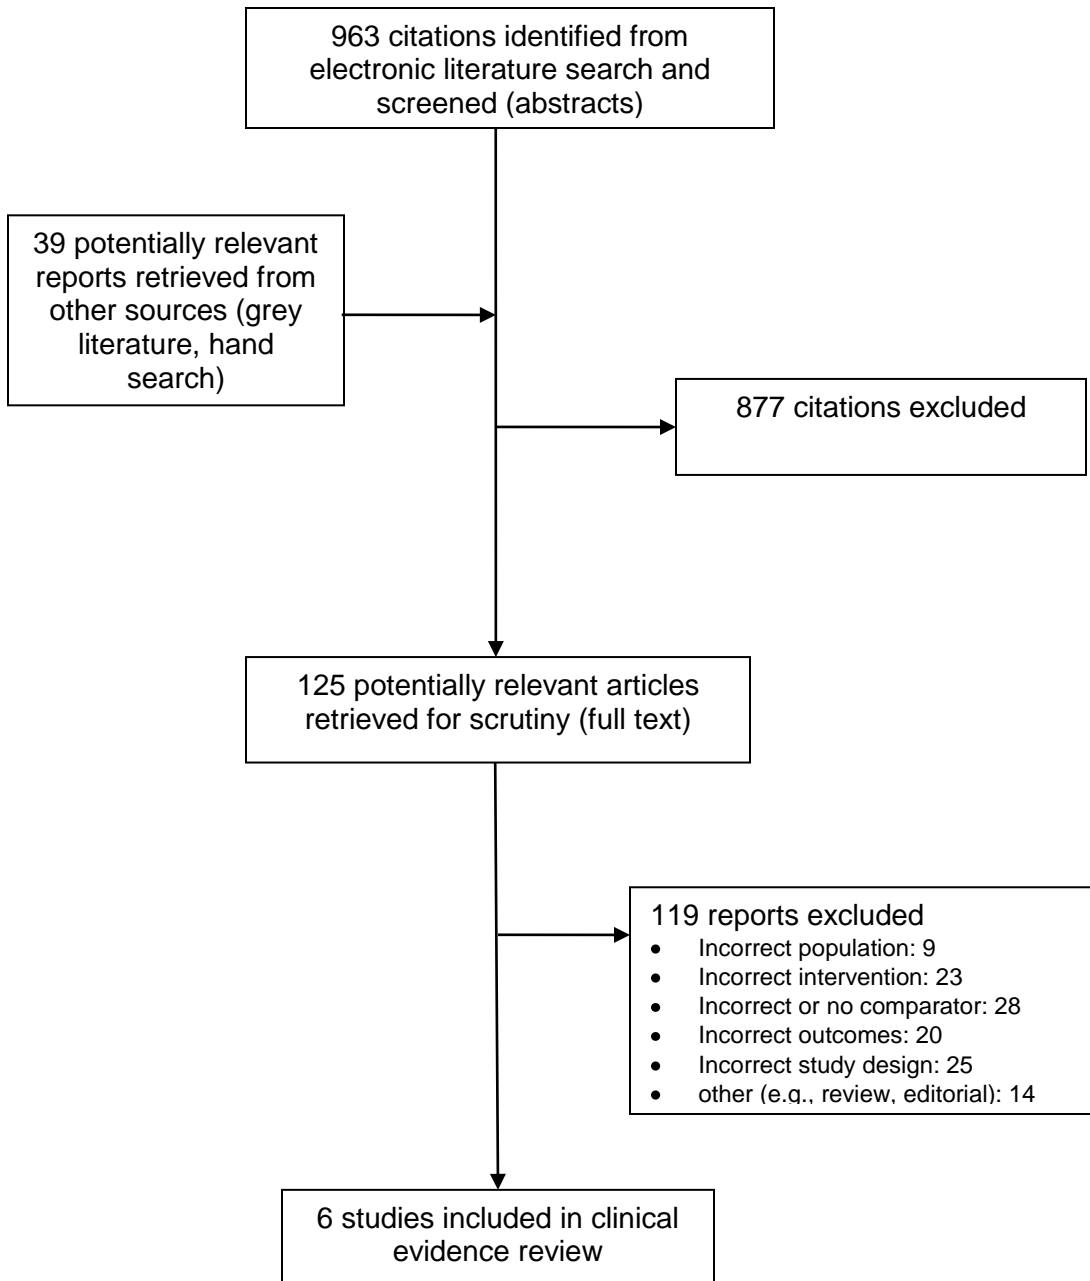 963 citations identified from
electronic literature search and
screened (abstracts)
39 potentially relevant
reports retrieved from
other sources (grey
literature, hand
search)
877 citations excluded
125 potentially relevant articles
retrieved for scrutiny (full text)
119 reports excluded
• Incorrect population: 9
• Incorrect intervention: 23
• Incorrect or no comparator: 28
• Incorrect outcomes: 20
• Incorrect study design: 25
• other (e.g., review, editorial): 14
6 studies included in clinical
evidence review